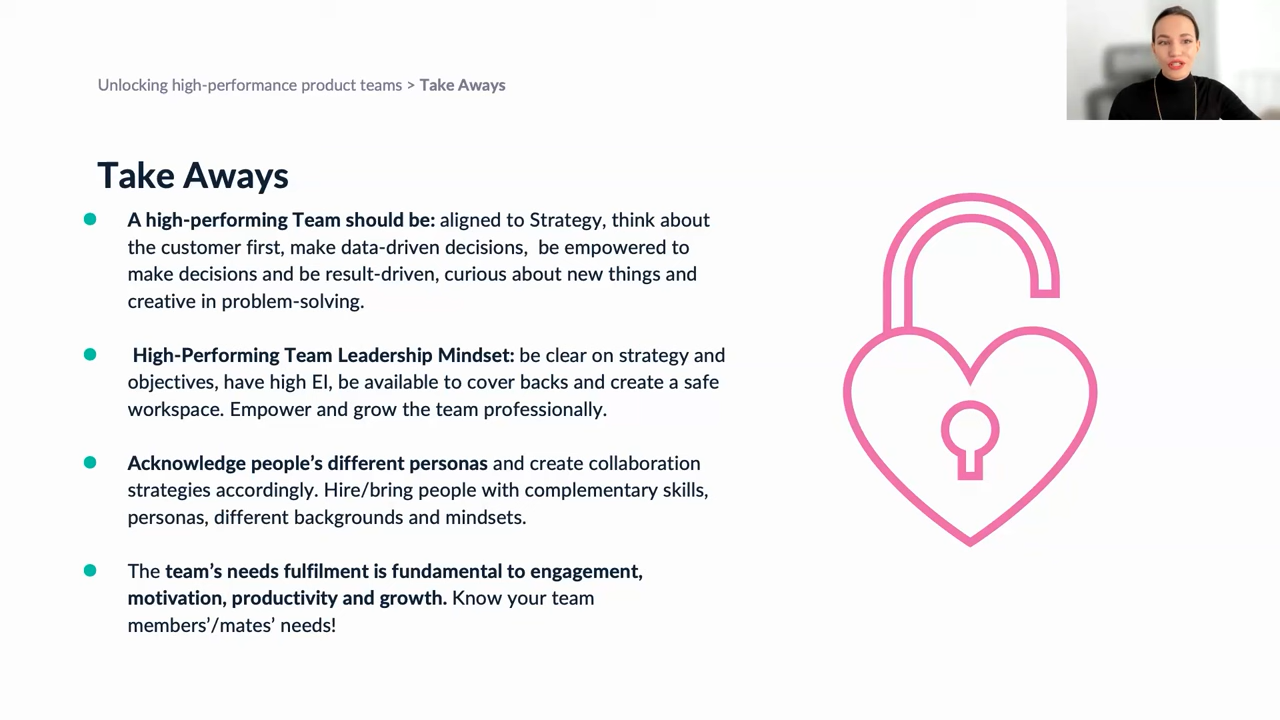 Unlocking high-performance product teams > Take Aways
Take Aways
A high-performing Team should be: aligned to Strategy, think about
the customer first, make data-driven decisions,  be empowered to
make decisions and be result-driven, curious about new things and
creative in problem-solving.
High-Performing Team Leadership Mindset: be clear on strategy and
objectives, have high EI, be available to cover backs and create a safe
workspace. Empower and grow the team professionally.
Acknowledge people’s different personas and create collaboration
strategies accordingly. Hire/bring people with complementary skills,
personas, different backgrounds and mindsets.
The team’s needs fulfilment is fundamental to engagement,
motivation, productivity and growth. Know your team
members’/mates’ needs!